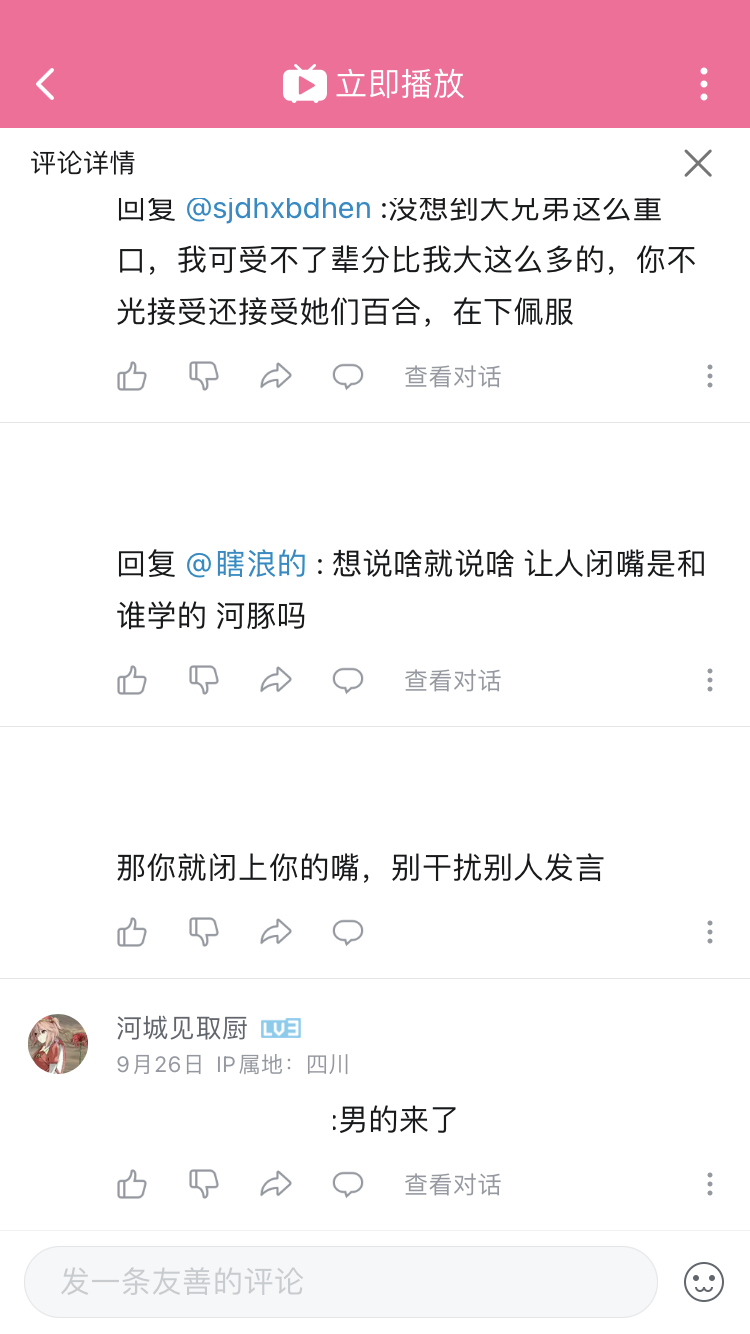 立即播放
评论详情
回复 @sjdhxbdhen :没想到大兄弟这么重
口，我可受不了辈分比我大这么多的，你不
光接受还接受她们百合，在下佩服
查看对话
回复 @瞎浪的 : 想说啥就说啥 让人闭嘴是和
谁学的 河豚吗
查看对话
那你就闭上你的嘴，别干扰别人发言
河城见取厨 LV3
9月26日 IP属地：四川
:男的来了
查看对话
发一条友善的评论